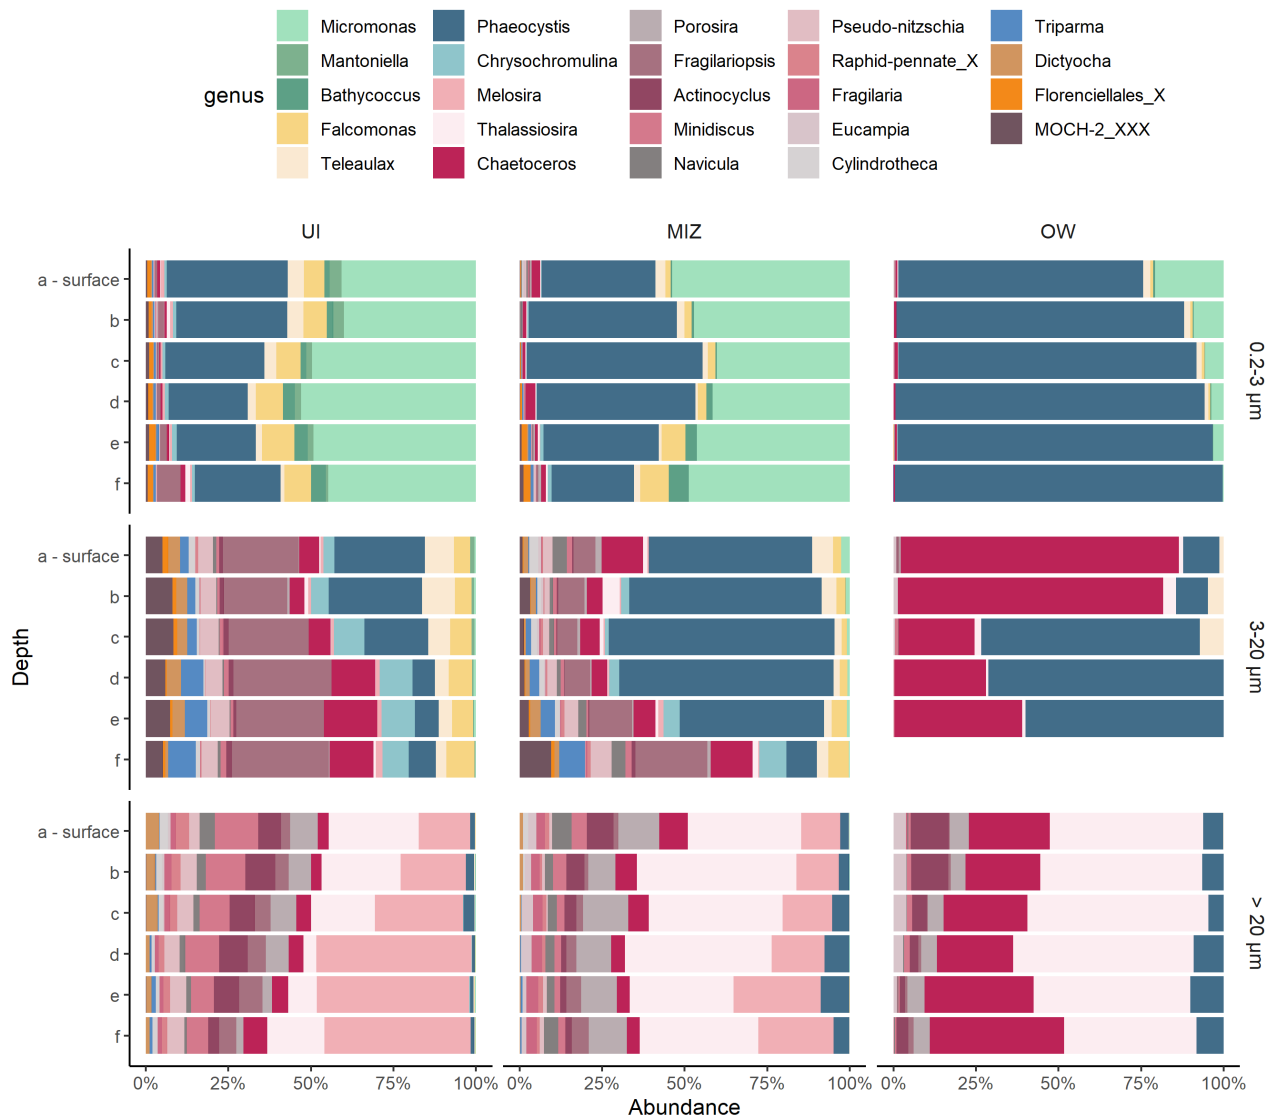 genus
Micromonas
Mantoniella
Bathycoccus
Falcomonas
Teleaulax
Phaeocystis
Chrysochromulina
Melosira
Thalassiosira
Chaetoceros
Porosira
Fragilariopsis
Actinocyclus
Minidiscus
Navicula
Pseudo-nitzschia
Raphid-pennate_X
Fragilaria
Eucampia
Cylindrotheca
Triparma
Dictyocha
Florenciellales_X
MOCH-2_XXX
UI
MIZ
OW
Depth
a - surface
b
c
d
e
f
0.2-3 µm
a - surface
b
c
d
e
f
3-20 µm
a - surface
b
c
d
e
f
> 20 µm
0% 25% 50% 75% 100%
0% 25% 50% 75% 100%
0% 25% 50% 75% 100%
Abundance